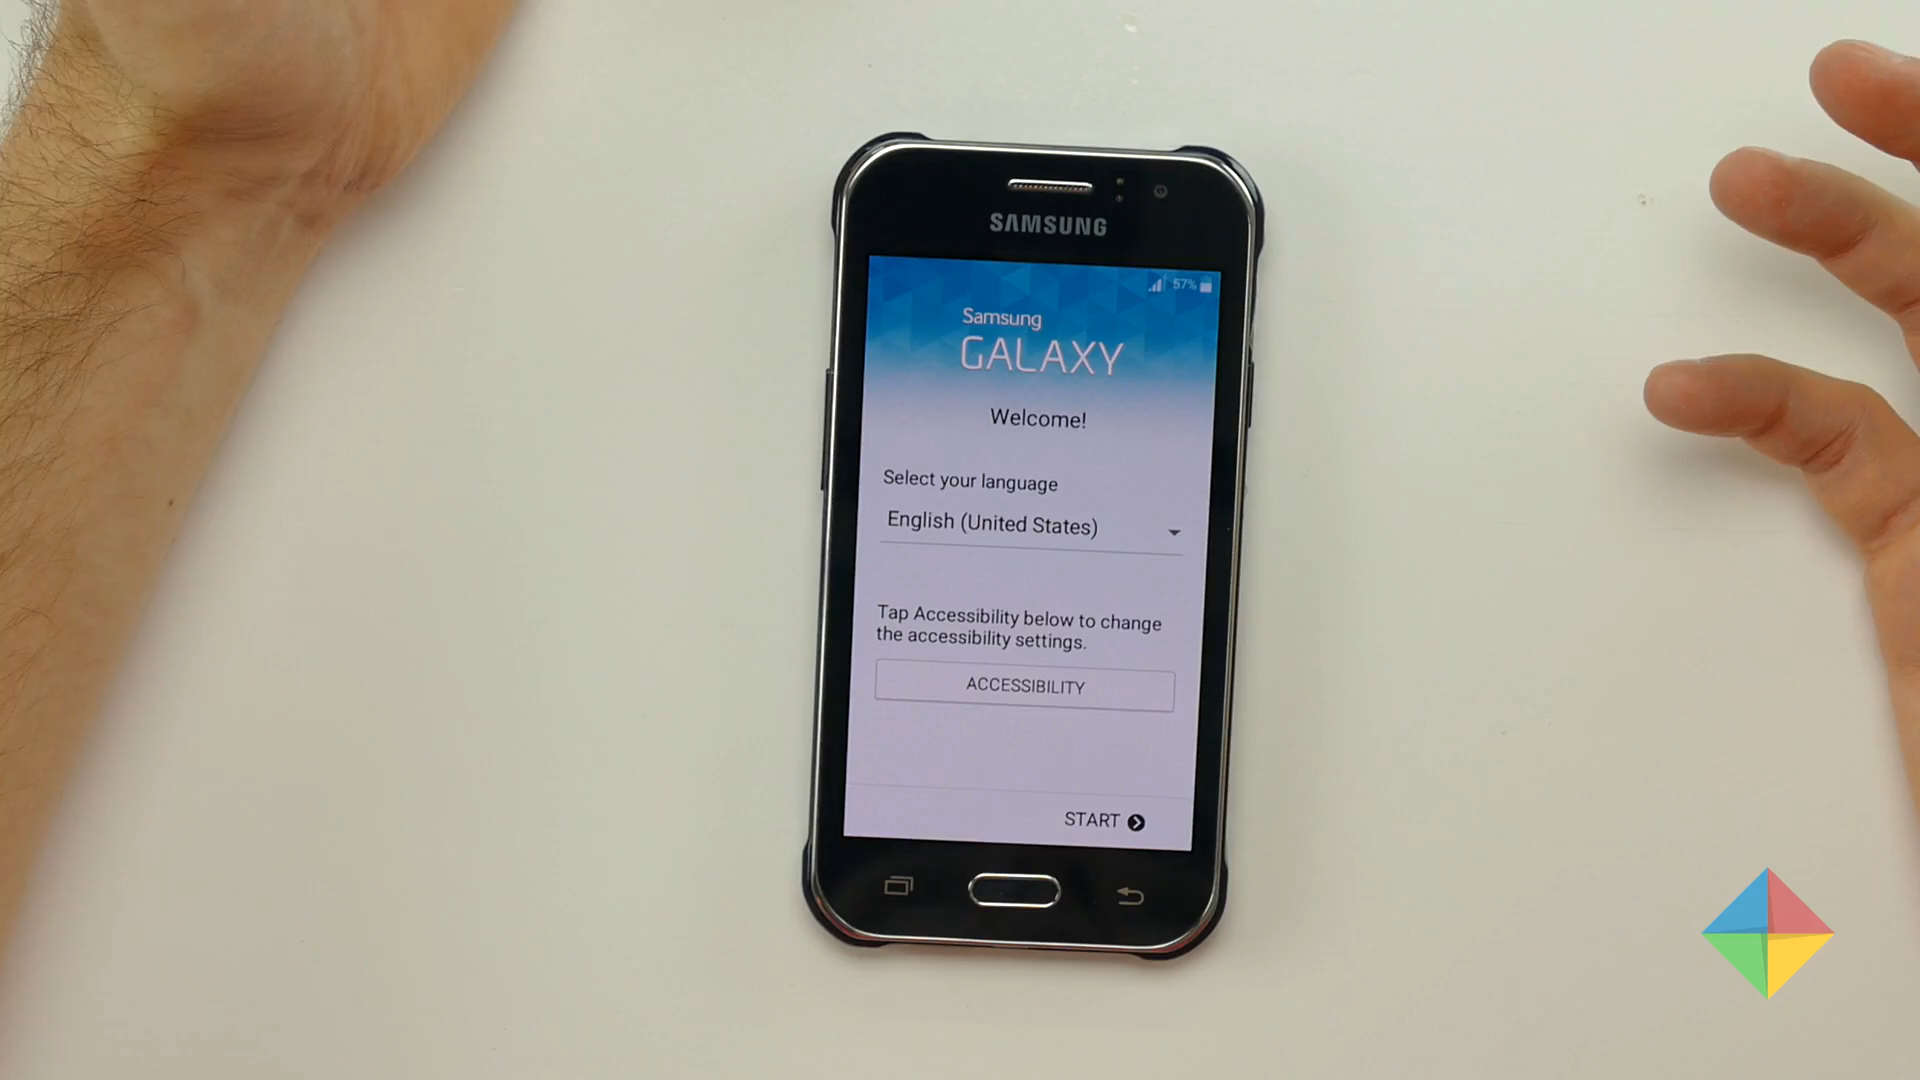 SAMSUNG
57%
Samsung
GALAXY
Welcome!
Select your language
English (United States)
Tap Accessibility below to change
the accessibility settings.
ACCESSIBILITY
START